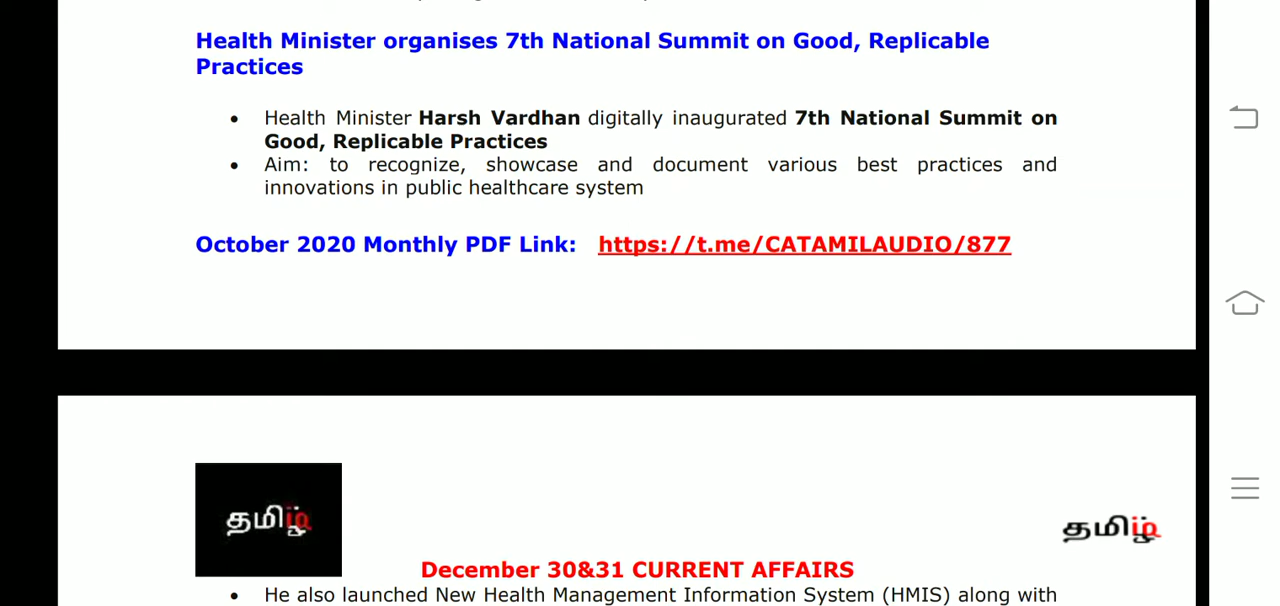 Health Minister organises 7th National Summit on Good, Replicable
Practices
• Health Minister Harsh Vardhan digitally inaugurated 7th National Summit on
Good, Replicable Practices
• Aim: to recognize, showcase and document various best practices and
innovations in public healthcare system
October 2020 Monthly PDF Link: https://t.me/CATAMILAUDIO/877
தமிழ்
தமிழ்
December 30&31 CURRENT AFFAIRS
• He also launched New Health Management Information System (HMIS) along with